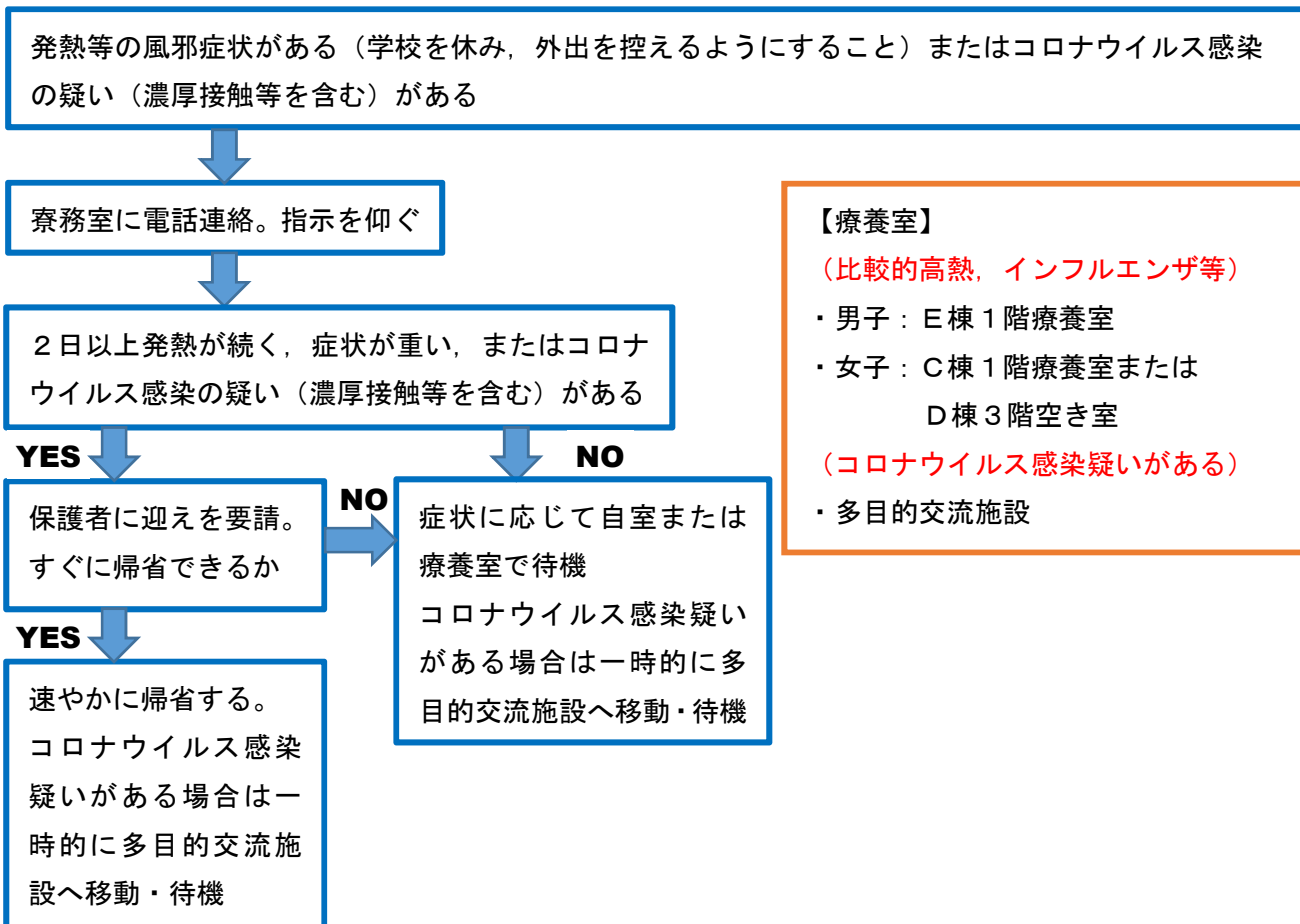 発熱等の風邪症状がある（学校を休み，外出を控えるようにすること）またはコロナウイルス感染
の疑い（濃厚接触等を含む）がある
寮務室に電話連絡。指示を仰ぐ
２日以上発熱が続く，症状が重い，またはコロナ
ウイルス感染の疑い（濃厚接触等を含む）がある
YES
NO
保護者に迎えを要請。
すぐに帰省できるか
NO
症状に応じて自室または
療養室で待機
コロナウイルス感染疑い
がある場合は一時的に多
目的交流施設へ移動・待機
YES
速やかに帰省する。
コロナウイルス感染
疑いがある場合は一
時的に多目的交流施
設へ移動・待機
【療養室】
（比較的高熱，インフルエンザ等）
・男子：Ｅ棟１階療養室
・女子：Ｃ棟１階療養室または
Ｄ棟３階空き室
（コロナウイルス感染疑いがある）
・多目的交流施設